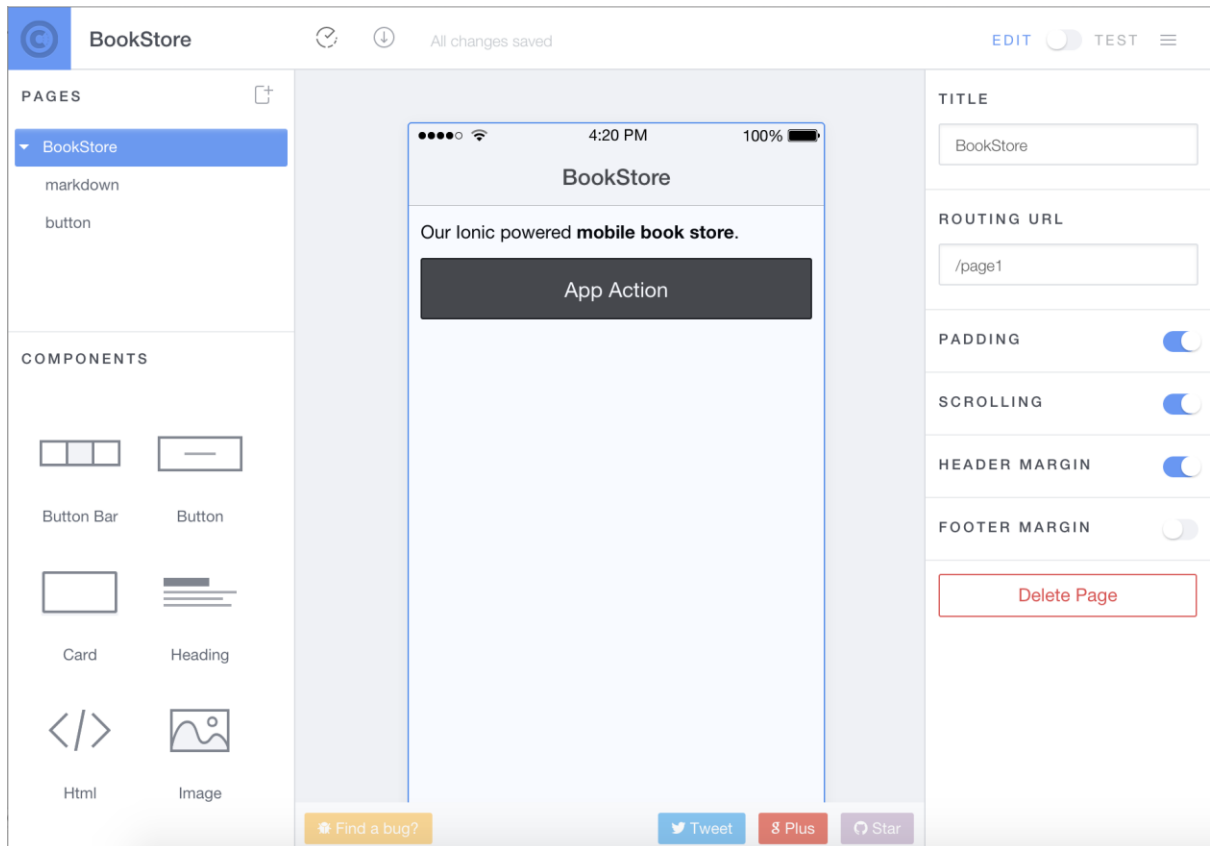 BookStore
All changes saved
EDIT TEST
PAGES
BookStore
markdown
button
COMPONENTS
Button Bar
Button
Card
Heading
Html
Image
4:20 PM
100%
BookStore
Our Ionic powered mobile book store.
App Action
Find a bug?
Tweet
Plus
Star
TITLE
BookStore
ROUTING URL
/page1
PADDING
SCROLLING
HEADER MARGIN
FOOTER MARGIN
Delete Page